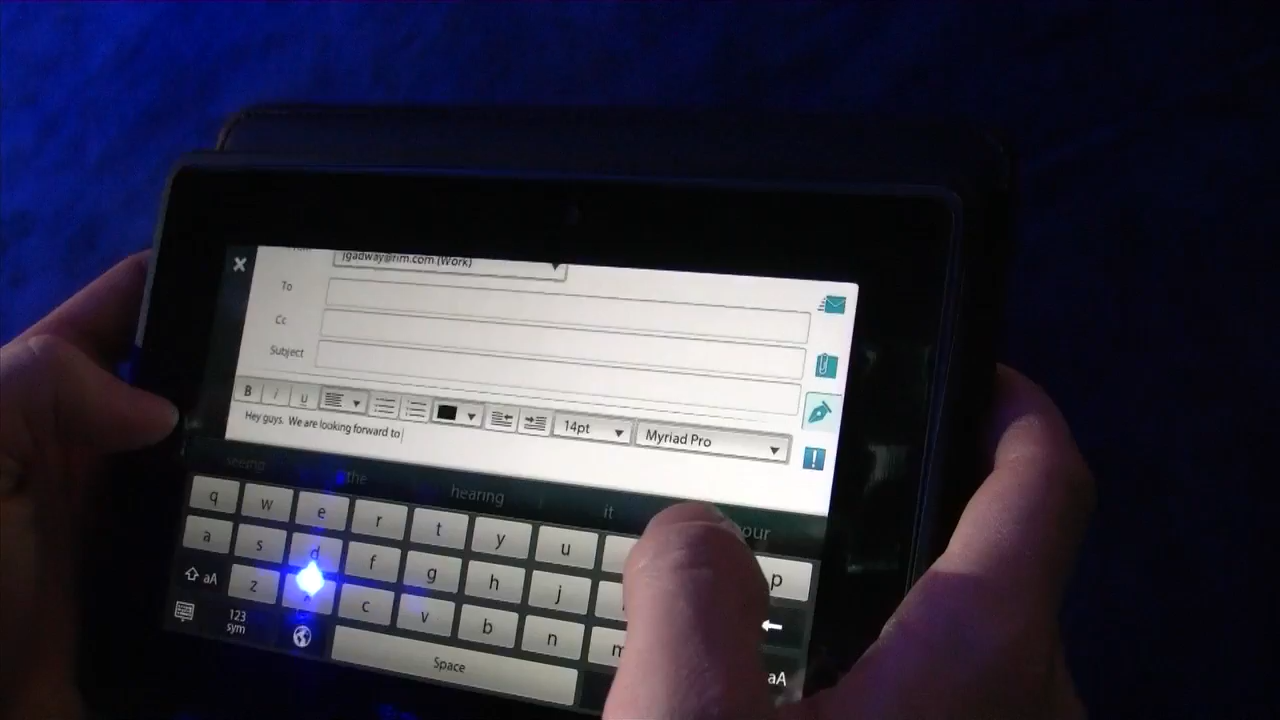 jgadway@rim.com (Work)
To
Cc
Subject
B i U 14pt Myriad Pro
Hey guys. We are looking forward to
seeing the hearing it your
q w e r t y u p
a s d f g h j
aA z c v b n m
123
sym
Space aA